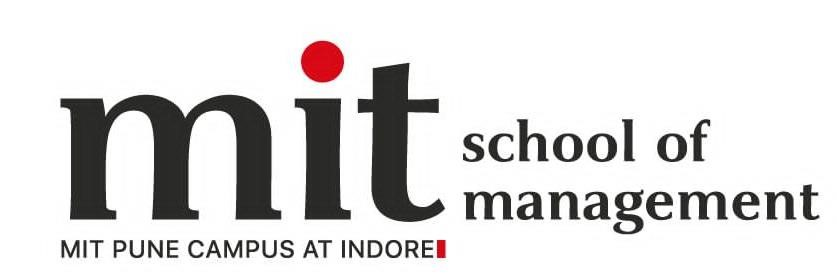 mit
school of
management
MIT PUNE CAMPUS AT INDORE